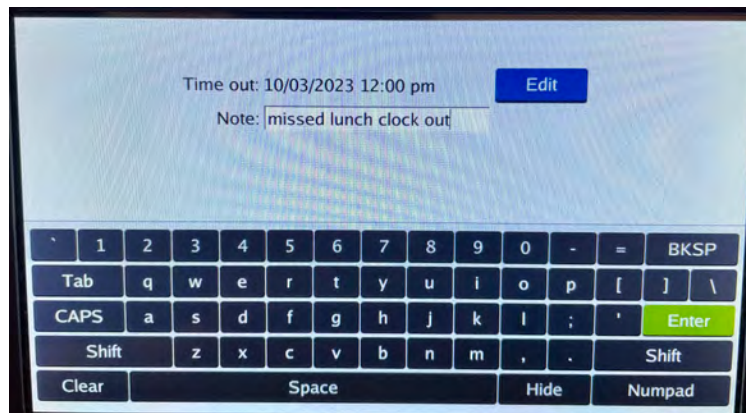 Time out: 10/03/2023 12:00 pm Edit
Note: missed lunch clock out
` 1 2 3 4 5 6 7 8 9 0 - = BKSP
Tab q w e r t y u i o p [ ] \
CAPS a s d f g h j k l ; ' Enter
Shift z x c v b n m , . Shift
Clear Space Hide Numpad